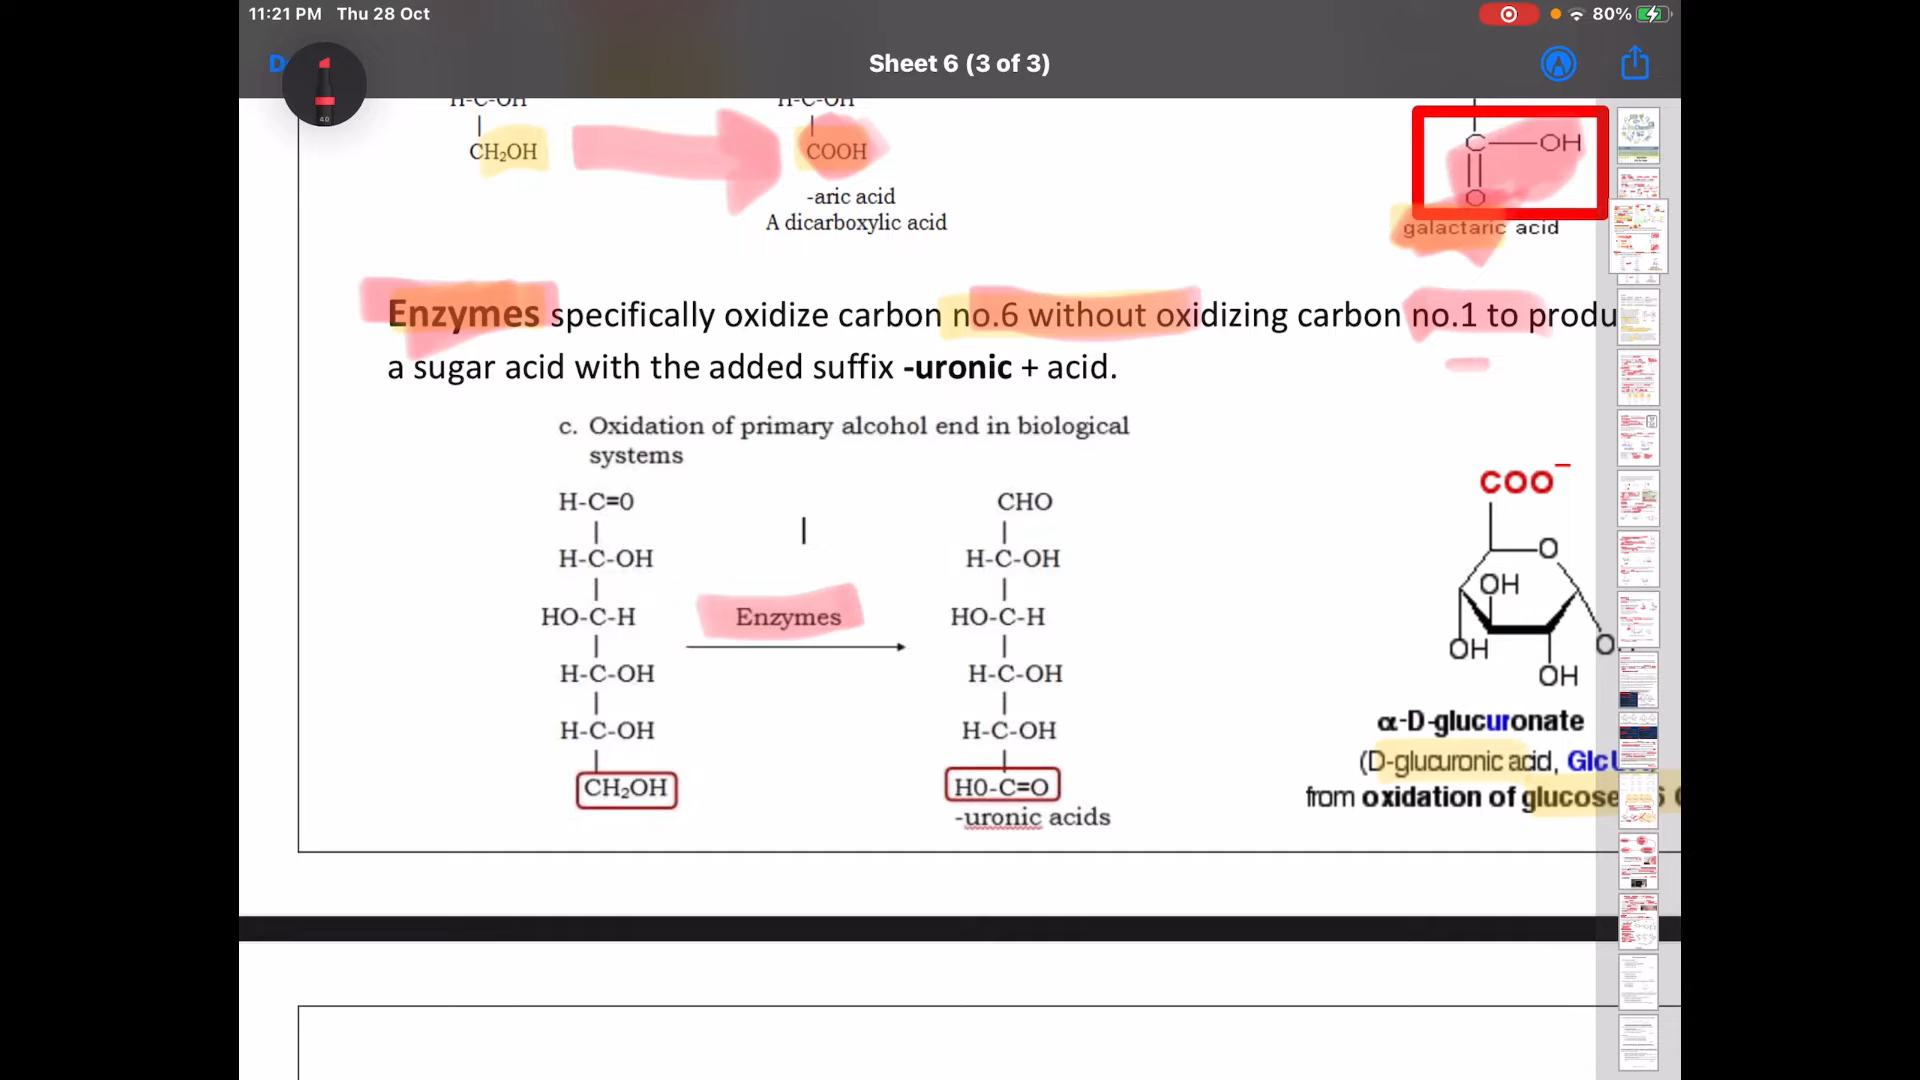 11:21 PM Thu 28 Oct
80%
D
Sheet 6 (3 of 3)
40
H-C-OH
H-C-OH
|
|
CH₂OH
COOH
-aric acid
A dicarboxylic acid
C
OH
O
galactaric acid
Enzymes specifically oxidize carbon no.6 without oxidizing carbon no.1 to produ
a sugar acid with the added suffix -uronic + acid.
c. Oxidation of primary alcohol end in biological
systems
H-C=0
|
H-C-OH
|
HO-C-H
|
H-C-OH
|
H-C-OH
|
CH₂OH
|
Enzymes
CHO
|
H-C-OH
|
HO-C-H
|
H-C-OH
|
H-C-OH
|
H0-C=O
-uronic acids
COO⁻
O
OH
OH
O
OH
α-D-glucuronate
(D-glucuronic acid, GlcU
from oxidation of glucose 6 C